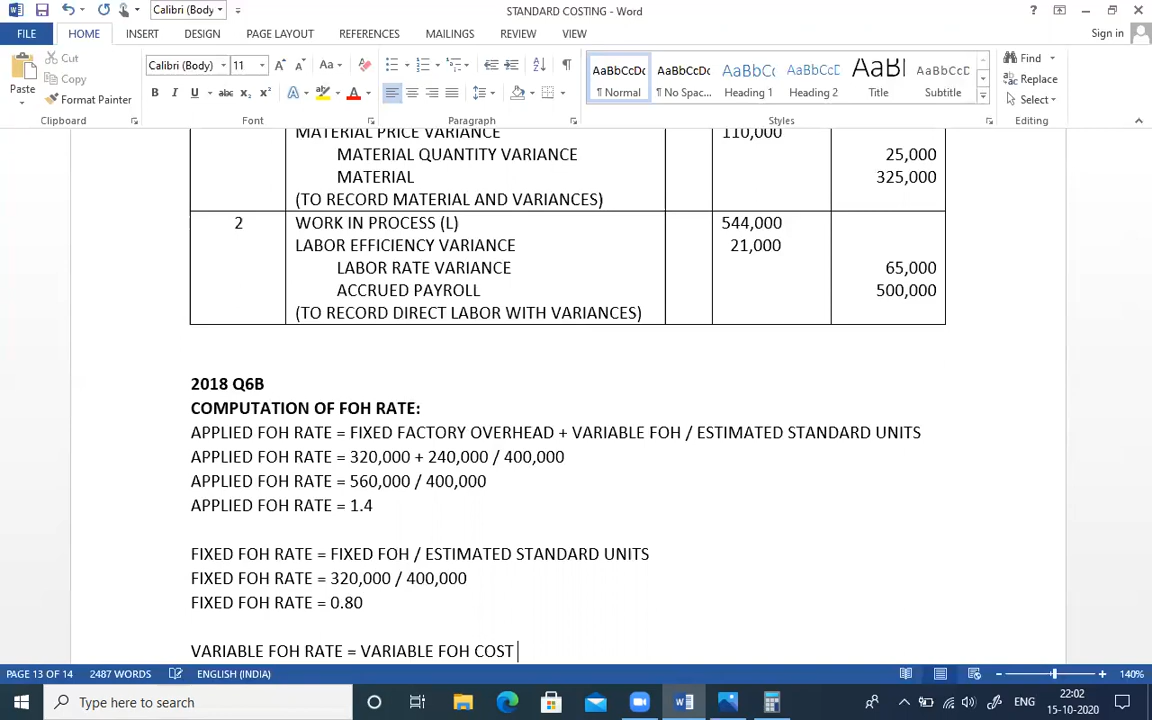 Calibri (Body
STANDARD COSTING - Word
FILE HOME INSERT DESIGN PAGE LAYOUT REFERENCES MAILINGS REVIEW VIEW Sign in
Paste
Cut
Copy
Format Painter
Clipboard
Calibri (Body) 11
Font
Paragraph
AaBbCcDc AaBbCcDc AaBbCc AaBbCcD AaBl AaBbCcD
¶ Normal ¶ No Spac... Heading 1 Heading 2 Title Subtitle
Styles
Find
Replace
Select
Editing
MATERIAL PRICE VARIANCE 110,000
MATERIAL QUANTITY VARIANCE 25,000
MATERIAL 325,000
(TO RECORD MATERIAL AND VARIANCES)
2 WORK IN PROCESS (L) 544,000
LABOR EFFICIENCY VARIANCE 21,000
LABOR RATE VARIANCE 65,000
ACCRUED PAYROLL 500,000
(TO RECORD DIRECT LABOR WITH VARIANCES)
2018 Q6B
COMPUTATION OF FOH RATE:
APPLIED FOH RATE = FIXED FACTORY OVERHEAD + VARIABLE FOH / ESTIMATED STANDARD UNITS
APPLIED FOH RATE = 320,000 + 240,000 / 400,000
APPLIED FOH RATE = 560,000 / 400,000
APPLIED FOH RATE = 1.4
FIXED FOH RATE = FIXED FOH / ESTIMATED STANDARD UNITS
FIXED FOH RATE = 320,000 / 400,000
FIXED FOH RATE = 0.80
VARIABLE FOH RATE = VARIABLE FOH COST
PAGE 13 OF 14 2487 WORDS ENGLISH (INDIA) 140%
Type here to search
ENG
22:02
15-10-2020